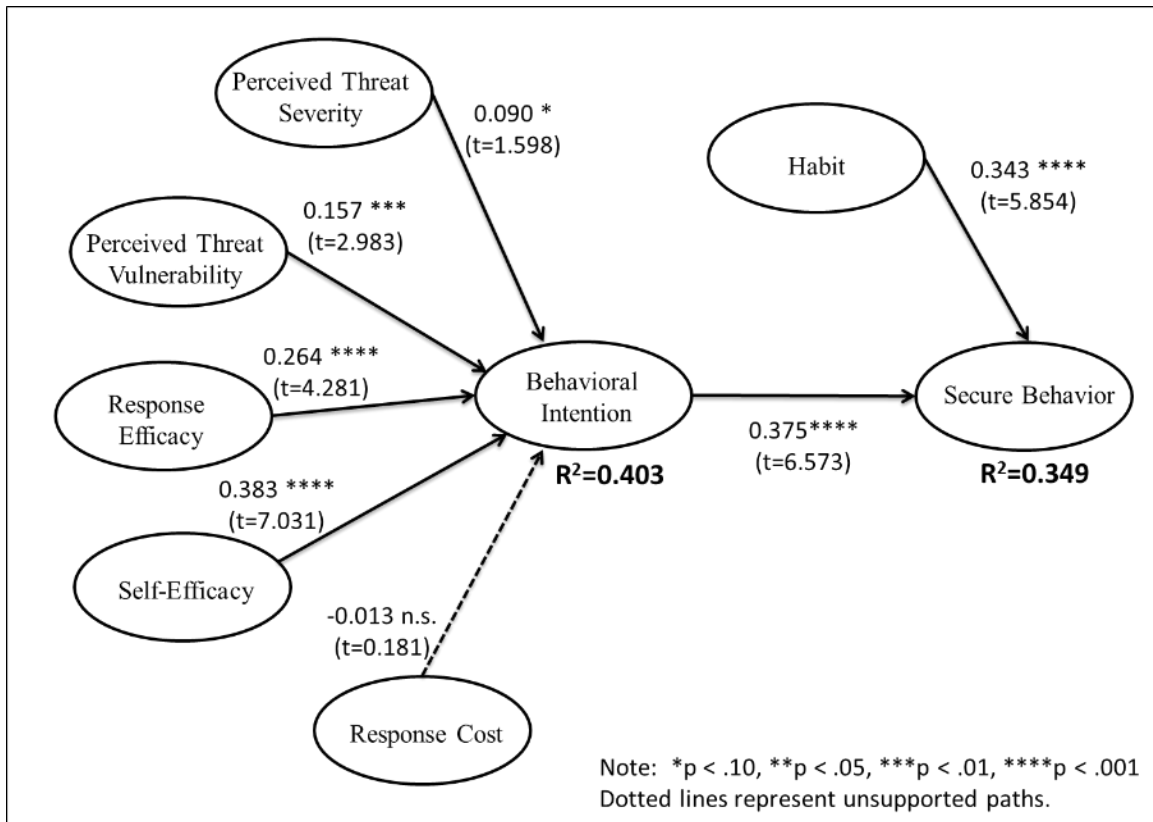 Perceived Threat
Severity
0.090 *
(t=1.598)
Habit
0.343 ****
(t=5.854)
Perceived Threat
Vulnerability
0.157 ***
(t=2.983)
Response
Efficacy
0.264 ****
(t=4.281)
Behavioral
Intention
R²=0.403
0.375****
(t=6.573)
Secure Behavior
R²=0.349
0.383 ****
(t=7.031)
Self-Efficacy
-0.013 n.s.
(t=0.181)
Response Cost
Note: *p < .10, **p < .05, ***p < .01, ****p < .001
Dotted lines represent unsupported paths.